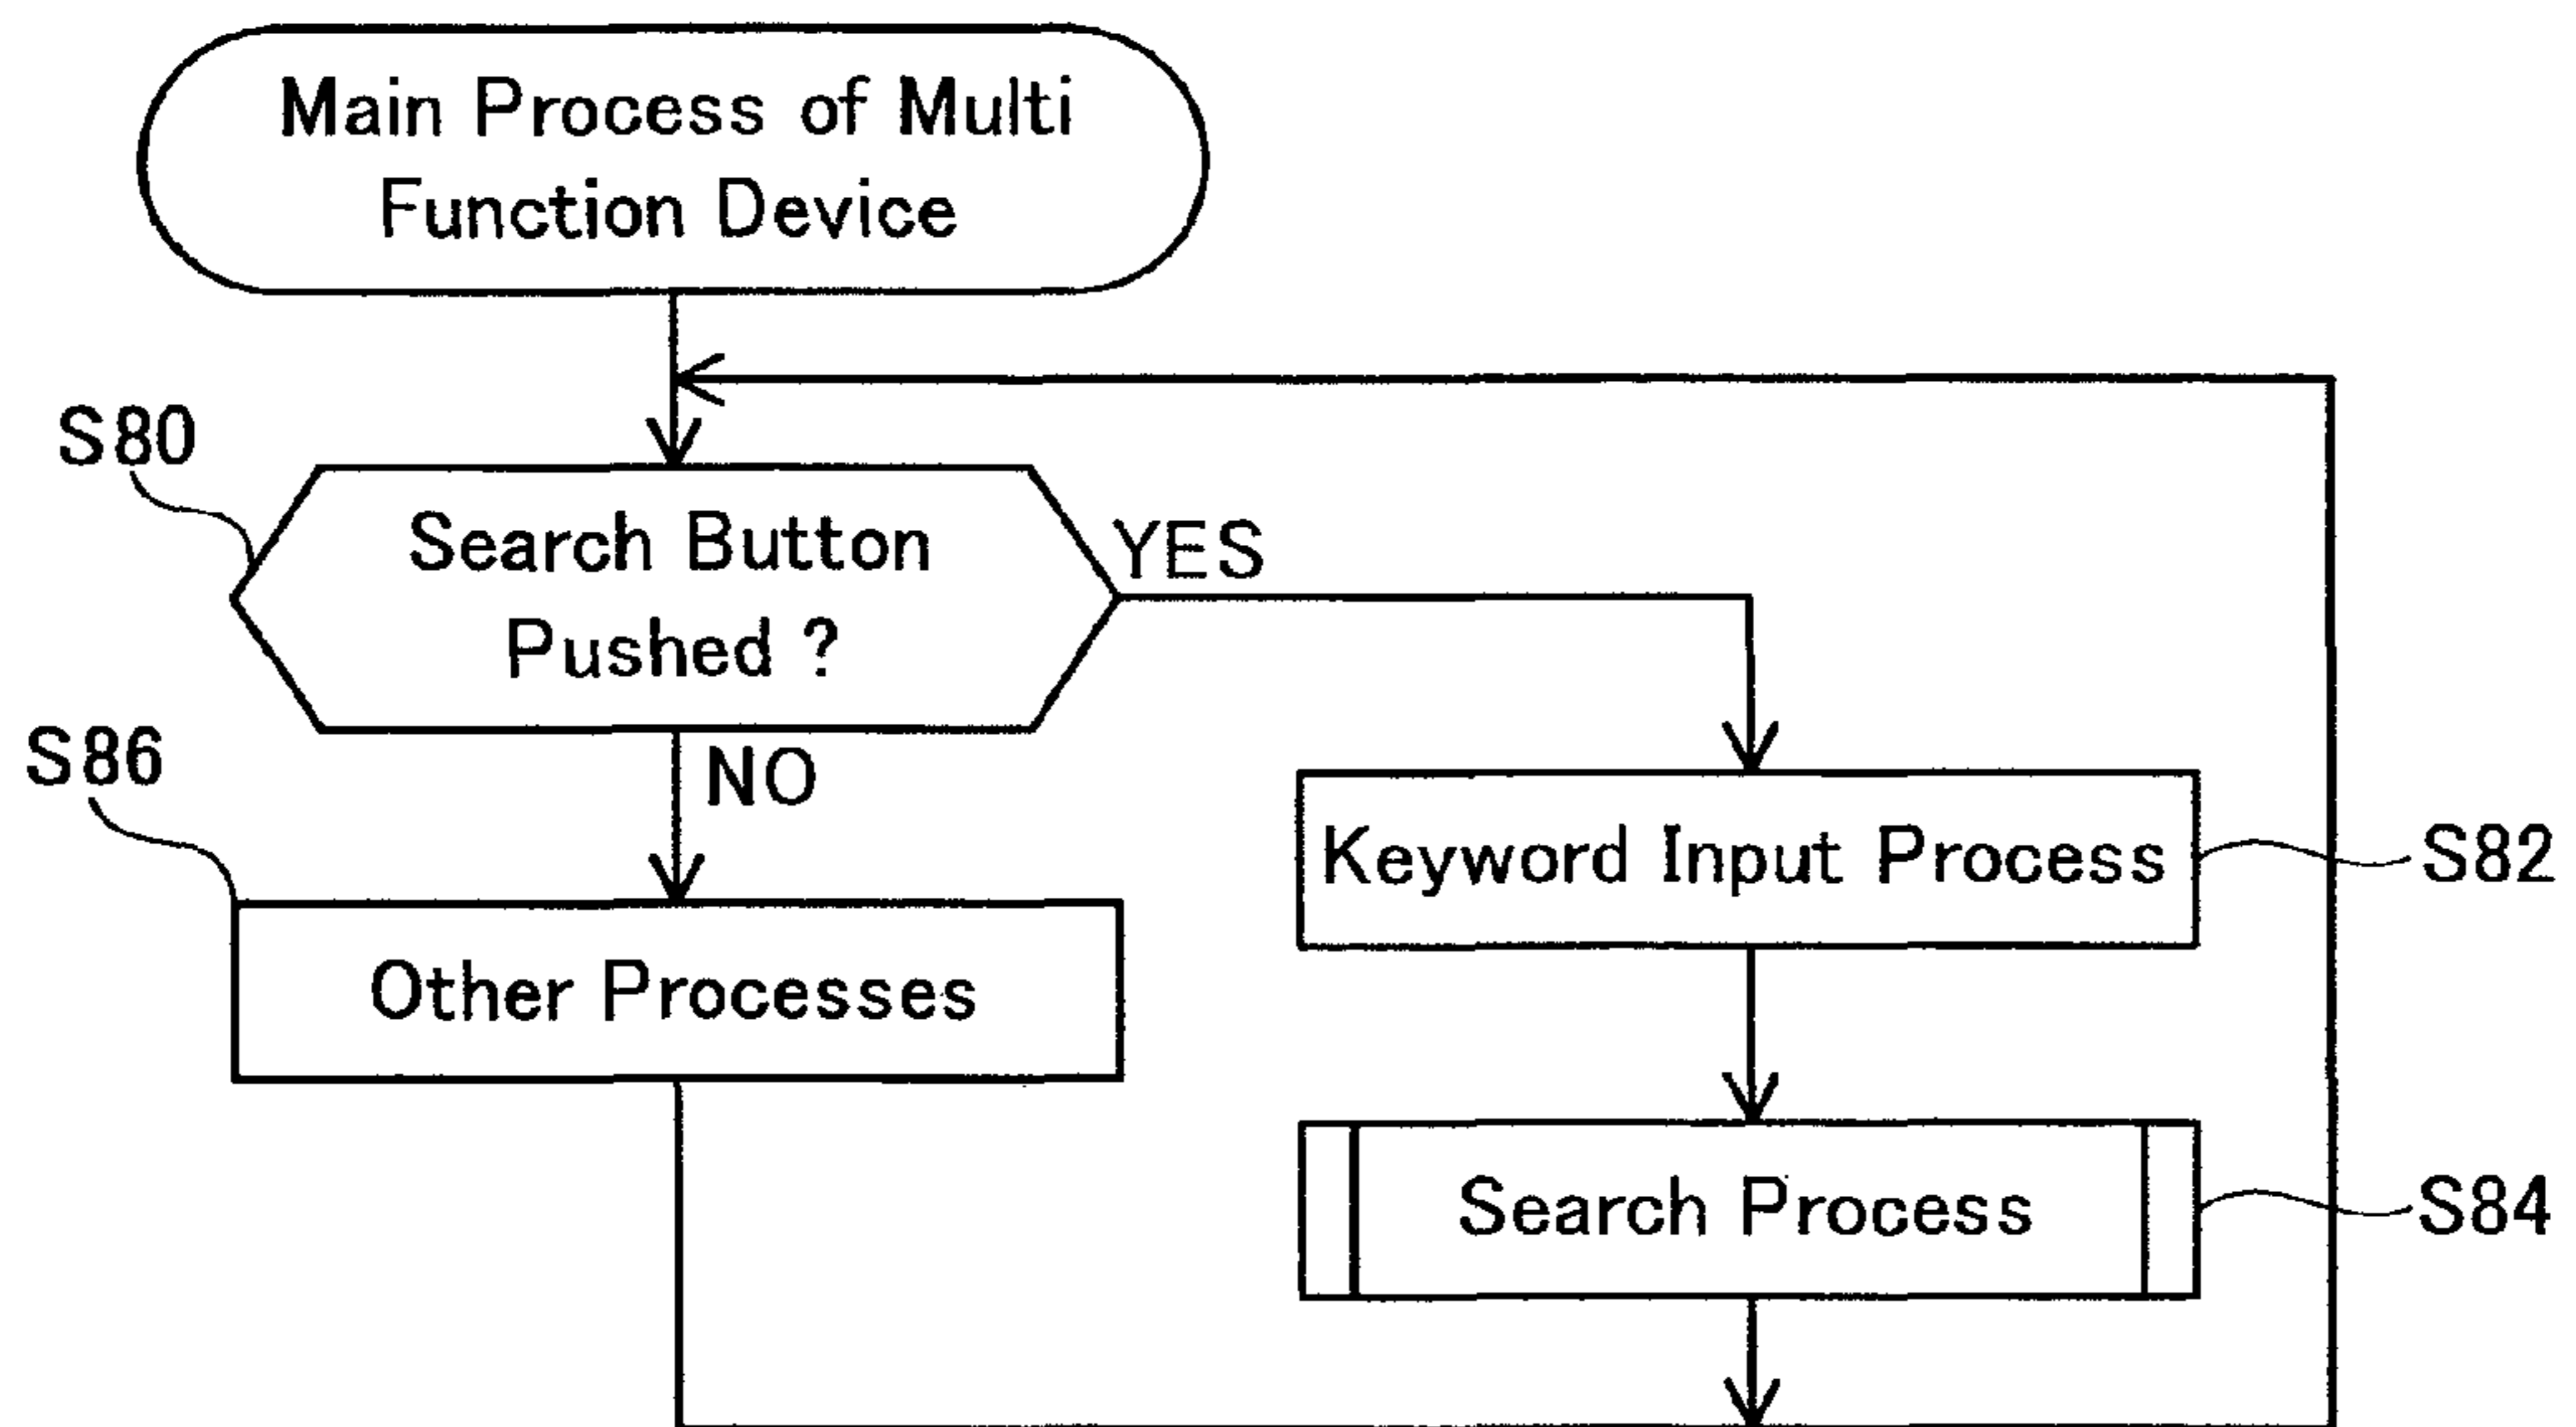 Main Process of Multi
Function Device
S80
Search Button
Pushed ?
YES
NO
S86
Other Processes
Keyword Input Process
S82
Search Process
S84